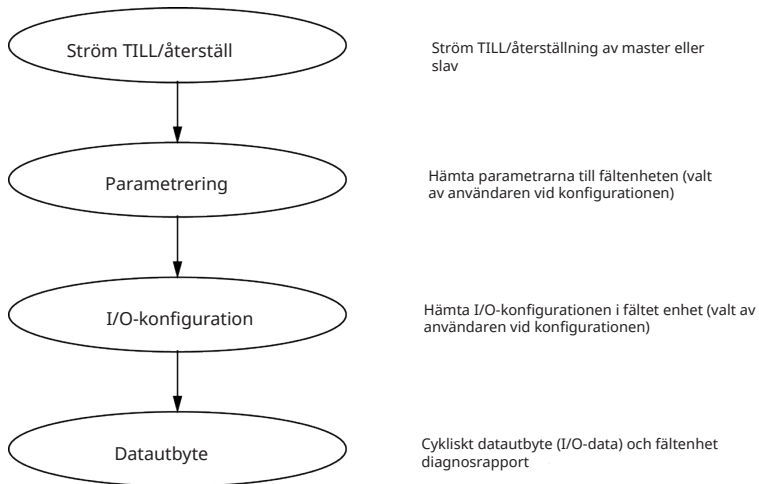 Ström TILL/återställ
Ström TILL/återställning av master eller
slav
Parametrering
Hämta parametrarna till fältenheten (valt
av användaren vid konfigurationen)
I/O-konfiguration
Hämta I/O-konfigurationen i fältet enhet (valt av
användaren vid konfigurationen)
Datautbyte
Cykliskt datautbyte (I/O-data) och fältenhet
diagnosrapport